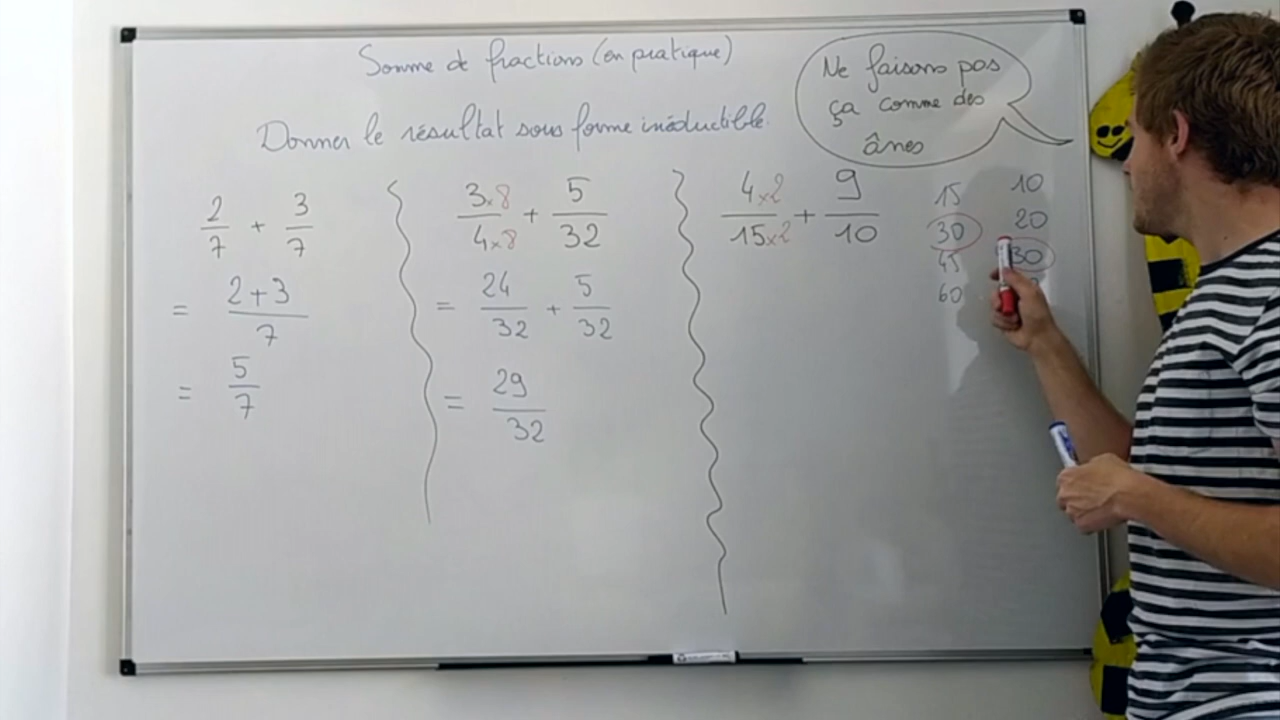 Somme de fractions (en pratique)
Donner le résultat sous forme irréductible.
Ne faisons pas
ça comme des
ânes
2/7 + 3/7
= 2+3/7
= 5/7
3×8/4×8 + 5/32
= 24/32 + 5/32
= 29/32
4×2/15×2 + 9/10
15
30
45
60
10
20
30